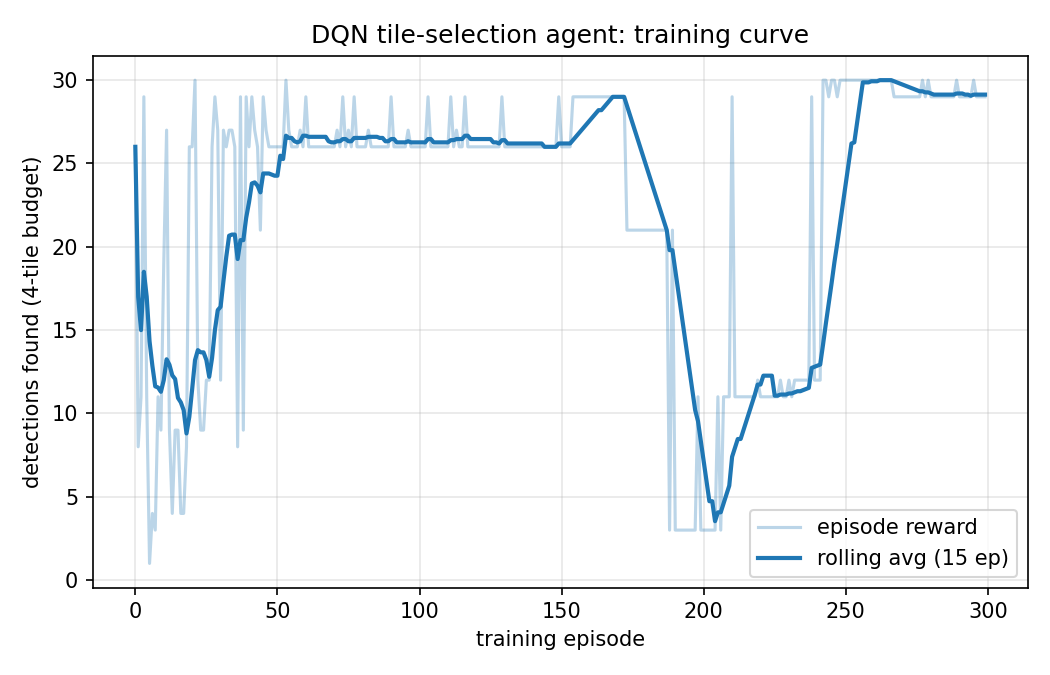 DQN tile-selection agent: training curve
detections found (4-tile budget)
30
25
20
15
10
5
0
0 50 100 150 200 250 300
training episode
episode reward
rolling avg (15 ep)